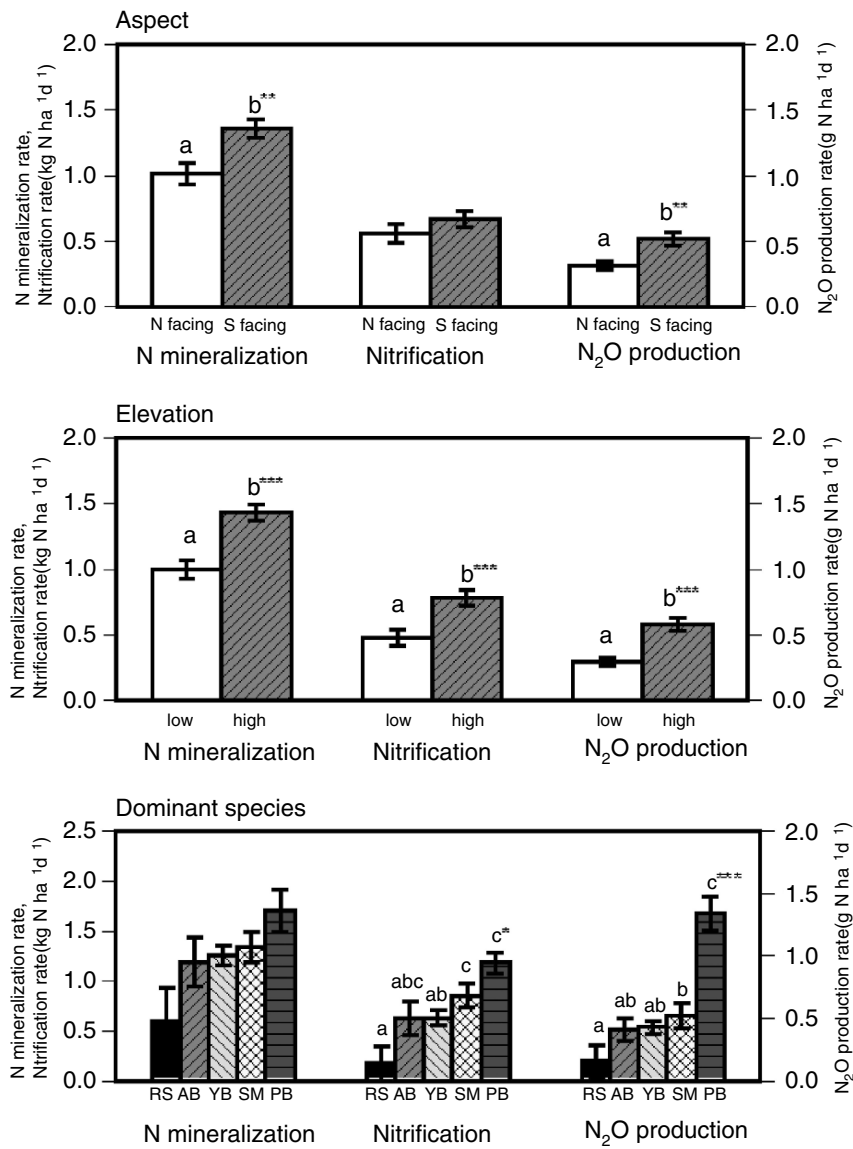 Aspect
2.0 2.0
b**
1.5 1.5
a
1.0 1.0
b**
0.5 a 0.5
0.0 0.0
N mineralization rate,
Ntrification rate(kg N ha ¹d ¹)
N₂O production rate(g N ha ¹d ¹)
N facing S facing N facing S facing N facing S facing
N mineralization Nitrification N₂O production
Elevation
2.0 2.0
b***
1.5 1.5
a
1.0 b*** 1.0
a b***
0.5 a 0.5
0.0 0.0
N mineralization rate,
Ntrification rate(kg N ha ¹d ¹)
N₂O production rate(g N ha ¹d ¹)
low high low high low high
N mineralization Nitrification N₂O production
Dominant species
2.5 2.0
2.0 c***
1.5 1.5
c*
1.0 abc ab c 1.0
a a ab ab b
0.5 0.5
0.0 0.0
N mineralization rate,
Ntrification rate(kg N ha ¹d ¹)
N₂O production rate(g N ha ¹d ¹)
RS AB YB SM PB RS AB YB SM PB RS AB YB SM PB
N mineralization Nitrification N₂O production